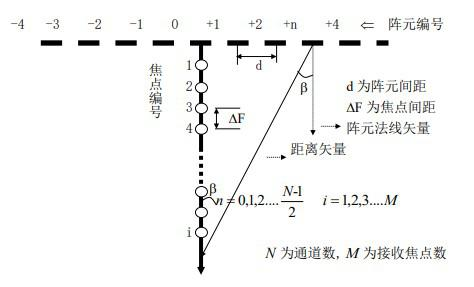 -4 -3 -2 -1 0 +1 +2 +n +4 ⇐ 阵元编号
焦点编号
1
2
3
4
i
d
β
ΔF
d 为阵元间距
ΔF 为焦点间距
阵元法线矢量
距离矢量
β
n = 0,1,2....(N-1)/2 i = 1,2,3....M
N 为通道数, M 为接收焦点数